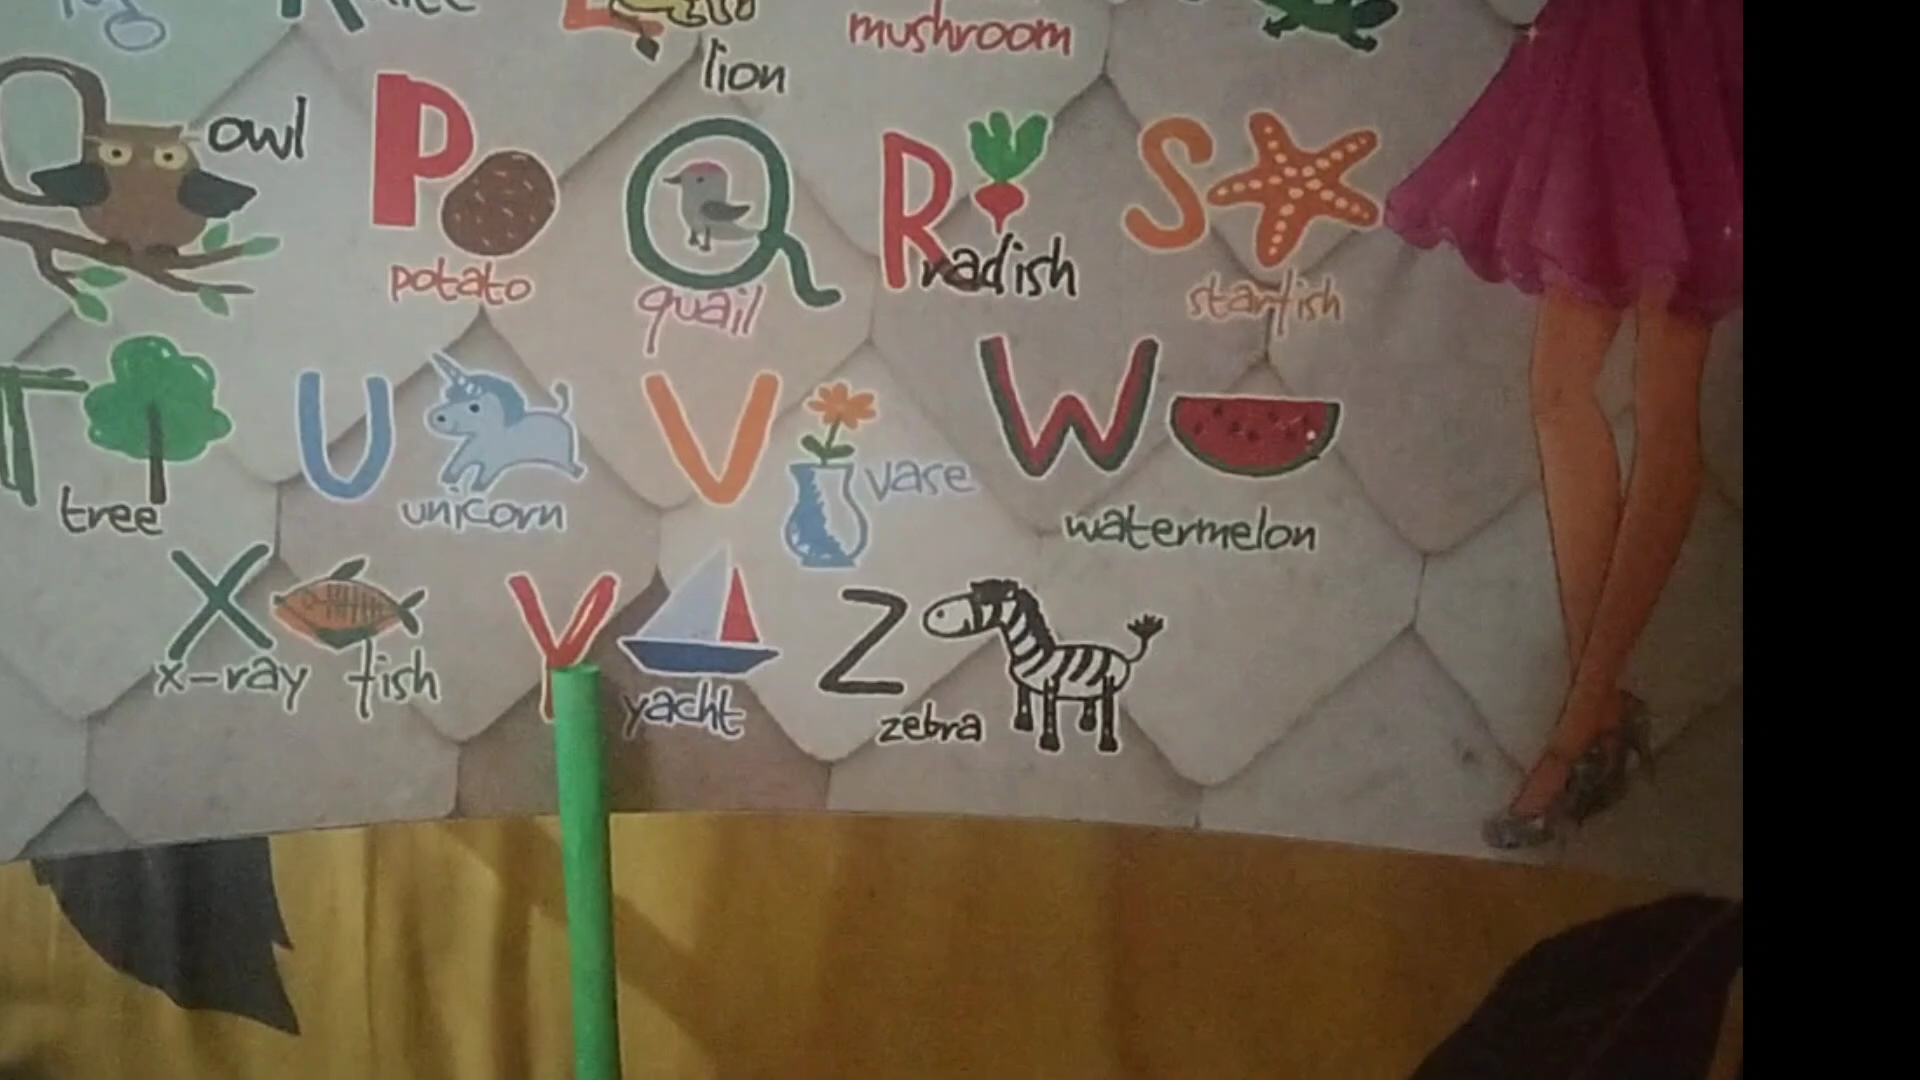 lion
mushroom
owl
P
potato
Q
quail
R
radish
S
starfish
T
tree
U
unicorn
V
vase
W
watermelon
X
x-ray fish
Y
yacht
Z
zebra